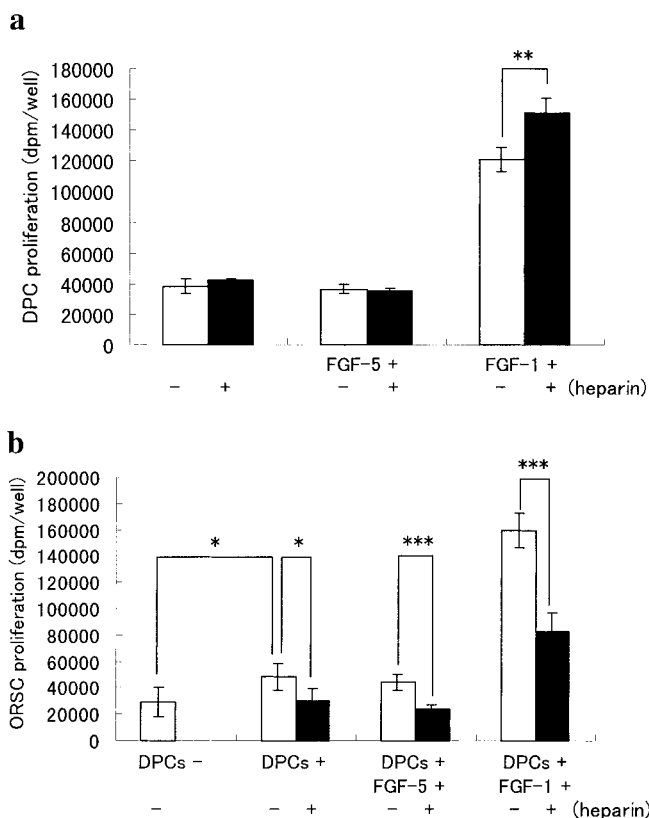 a
DPC proliferation (dpm/well)
180000
160000
140000
120000
100000
80000
60000
40000
20000
0
**
FGF-5 +
FGF-1 +
− + − + − + (heparin)
b
ORSC proliferation (dpm/well)
200000
180000
160000
140000
120000
100000
80000
60000
40000
20000
0
* * *** ***
DPCs − DPCs + DPCs + DPCs +
FGF-5 + FGF-1 +
− − + − + − + (heparin)